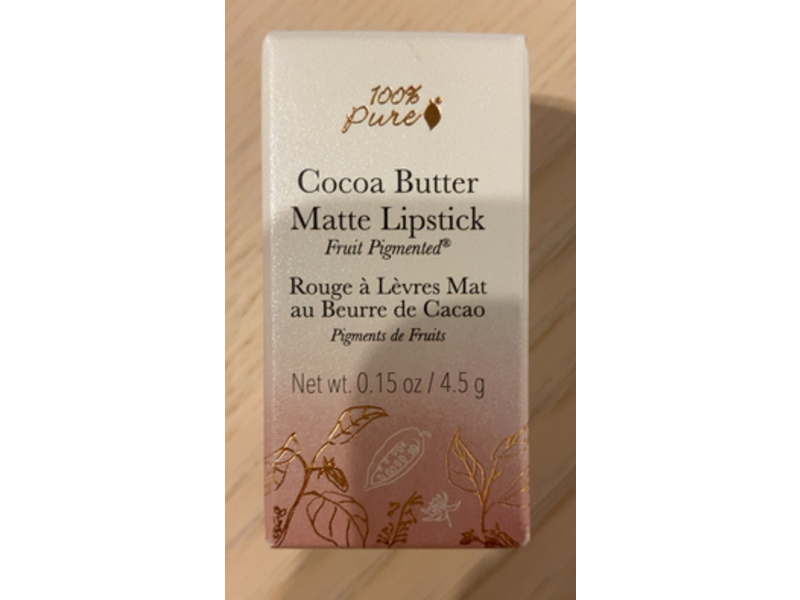 100%
Pure
Cocoa Butter
Matte Lipstick
Fruit Pigmented®
Rouge à Lèvres Mat
au Beurre de Cacao
Pigments de Fruits
Net wt. 0.15 oz / 4.5 g